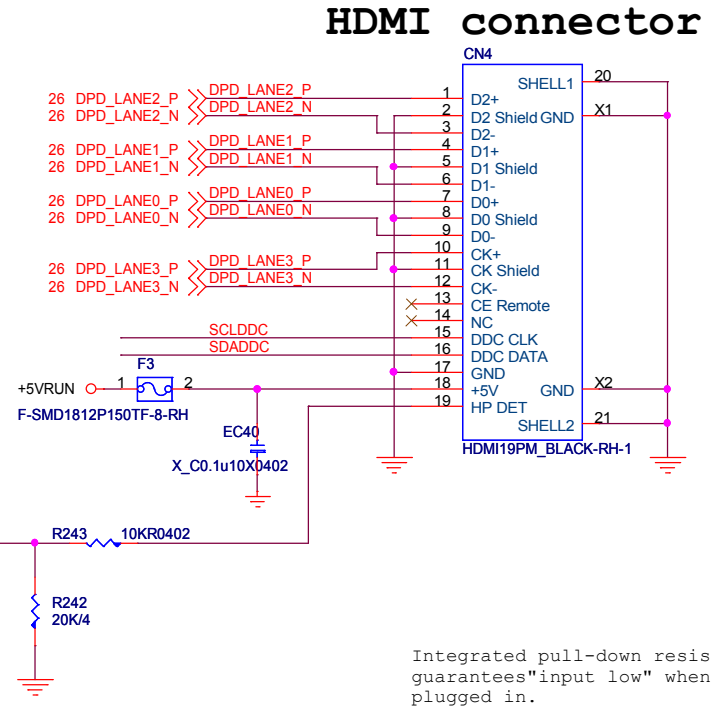 HDMI connector
CN4
SHELL1 20
26 DPD_LANE2_P DPD_LANE2_P 1 D2+
26 DPD_LANE2_N DPD_LANE2_N 2 D2 Shield GND X1
3 D2-
26 DPD_LANE1_P DPD_LANE1_P 4 D1+
26 DPD_LANE1_N DPD_LANE1_N 5 D1 Shield
6 D1-
26 DPD_LANE0_P DPD_LANE0_P 7 D0+
26 DPD_LANE0_N DPD_LANE0_N 8 D0 Shield
9 D0-
10 CK+
26 DPD_LANE3_P DPD_LANE3_P 11 CK Shield
26 DPD_LANE3_N DPD_LANE3_N 12 CK-
13 CE Remote
14 NC
SCLDDC 15 DDC CLK
SDADDC 16 DDC DATA
F3 17 GND
+5VRUN 1 2 18 +5V GND X2
19 HP DET
F-SMD1812P150TF-8-RH
SHELL2 21
EC40
HDMI19PM_BLACK-RH-1
X_C0.1u10X0402
R243 10KR0402
R242
20K/4
Integrated pull-down resis
guarantees"input low" when
plugged in.